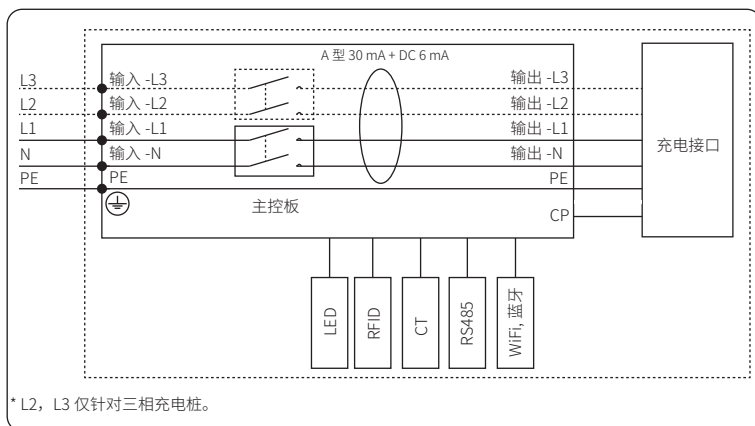 A 型 30 mA + DC 6 mA
L3
输入 -L3
输出 -L3
L2
输入 -L2
输出 -L2
L1
输入 -L1
输出 -L1
N
输入 -N
输出 -N
PE
PE
PE
充电接口
主控板
CP
LED
RFID
CT
RS485
WiFi, 蓝牙
* L2，L3 仅针对三相充电桩。